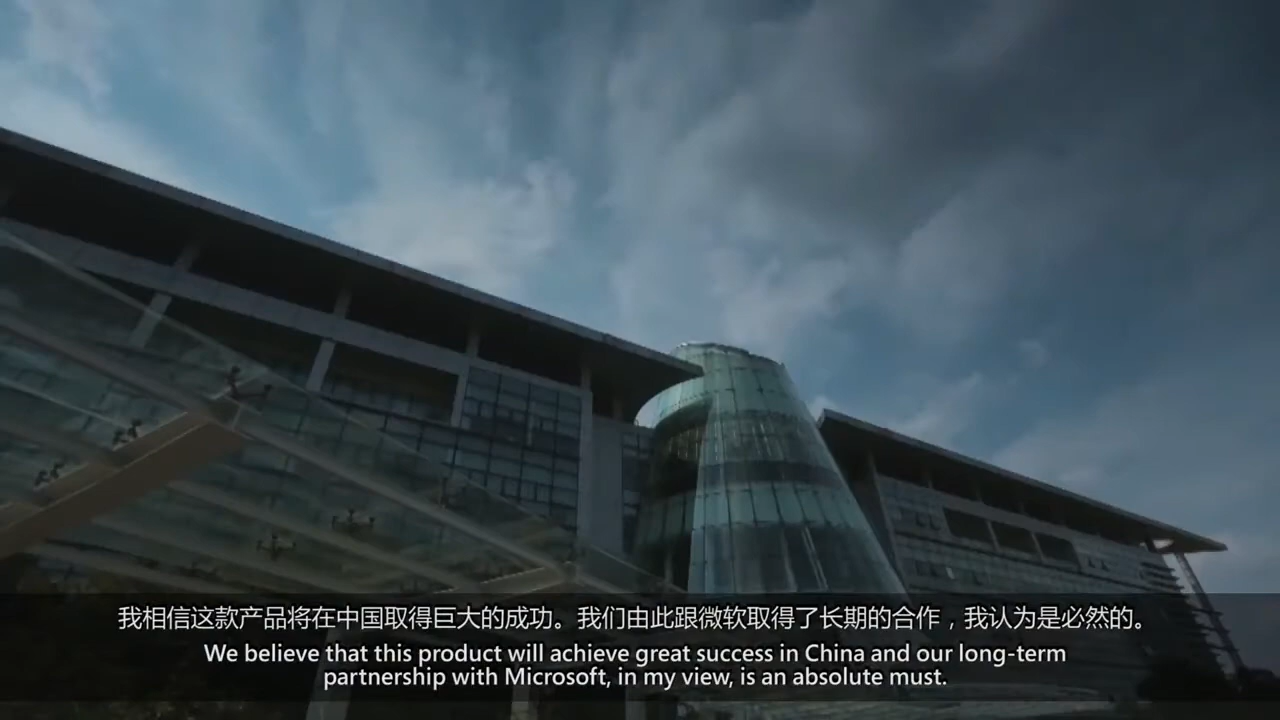 我相信这款产品将在中国取得巨大的成功。我们由此跟微软取得了长期的合作，我认为是必然的。
We believe that this product will achieve great success in China and our long-term
partnership with Microsoft, in my view, is an absolute must.